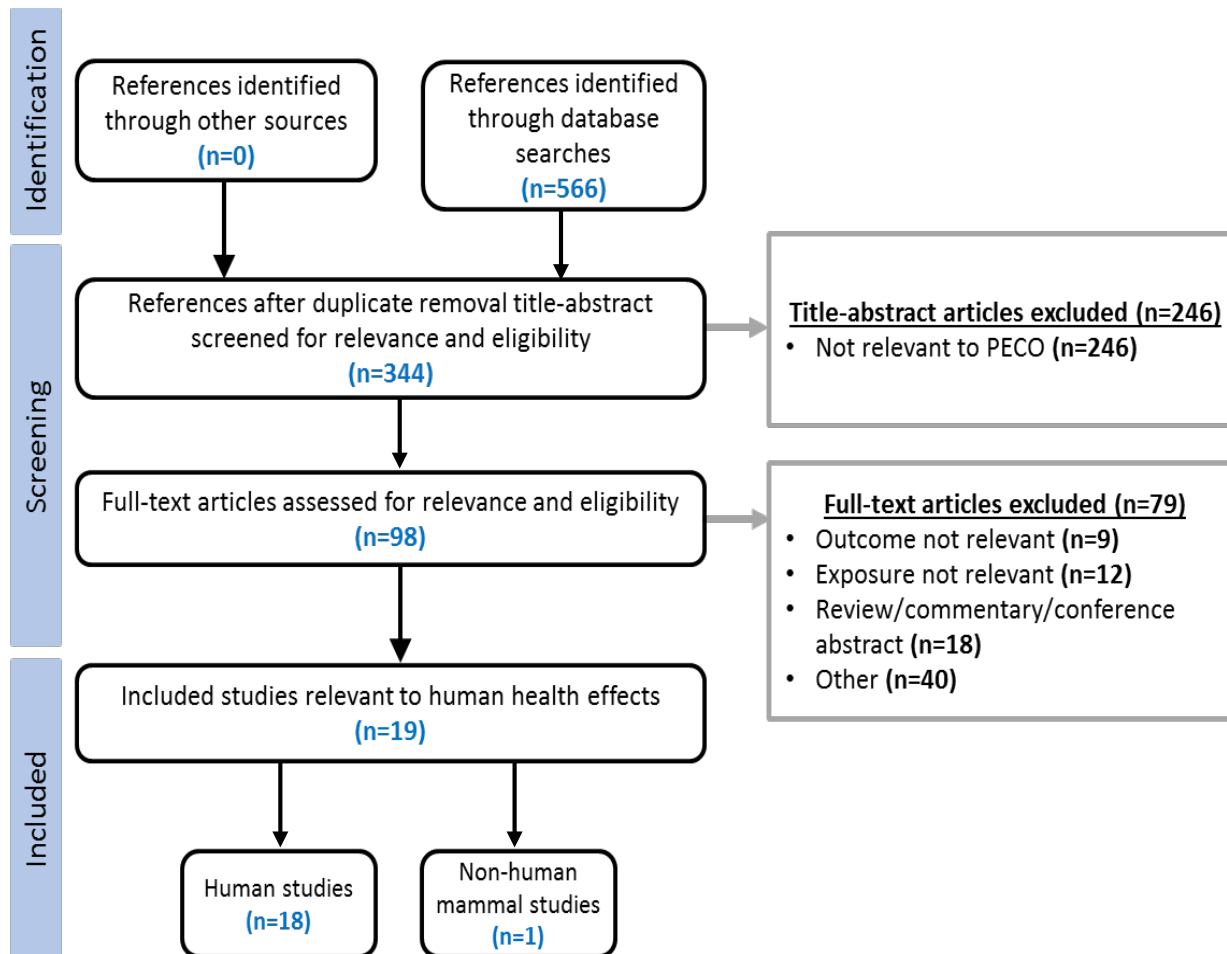 Identification
References identified
through other sources
(n=0)
References identified
through database
searches
(n=566)
Screening
References after duplicate removal title-abstract
screened for relevance and eligibility
(n=344)
Title-abstract articles excluded (n=246)
• Not relevant to PECO (n=246)
Full-text articles assessed for relevance and eligibility
(n=98)
Full-text articles excluded (n=79)
• Outcome not relevant (n=9)
• Exposure not relevant (n=12)
• Review/commentary/conference
abstract (n=18)
• Other (n=40)
Included
Included studies relevant to human health effects
(n=19)
Human studies
(n=18)
Non-human
mammal studies
(n=1)